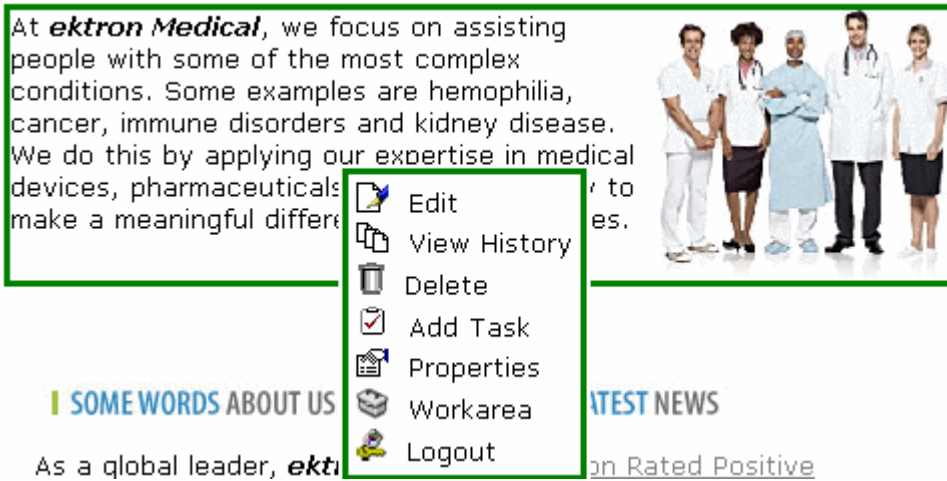 At ektron Medical, we focus on assisting
people with some of the most complex
conditions. Some examples are hemophilia,
cancer, immune disorders and kidney disease.
We do this by applying our expertise in medical
devices, pharmaceuticals to
make a meaningful
Edit
View History
Delete
Add Task
Properties
Workarea
Logout
SOME WORDS ABOUT US
NEWS
As a global leader,
Rated Positive